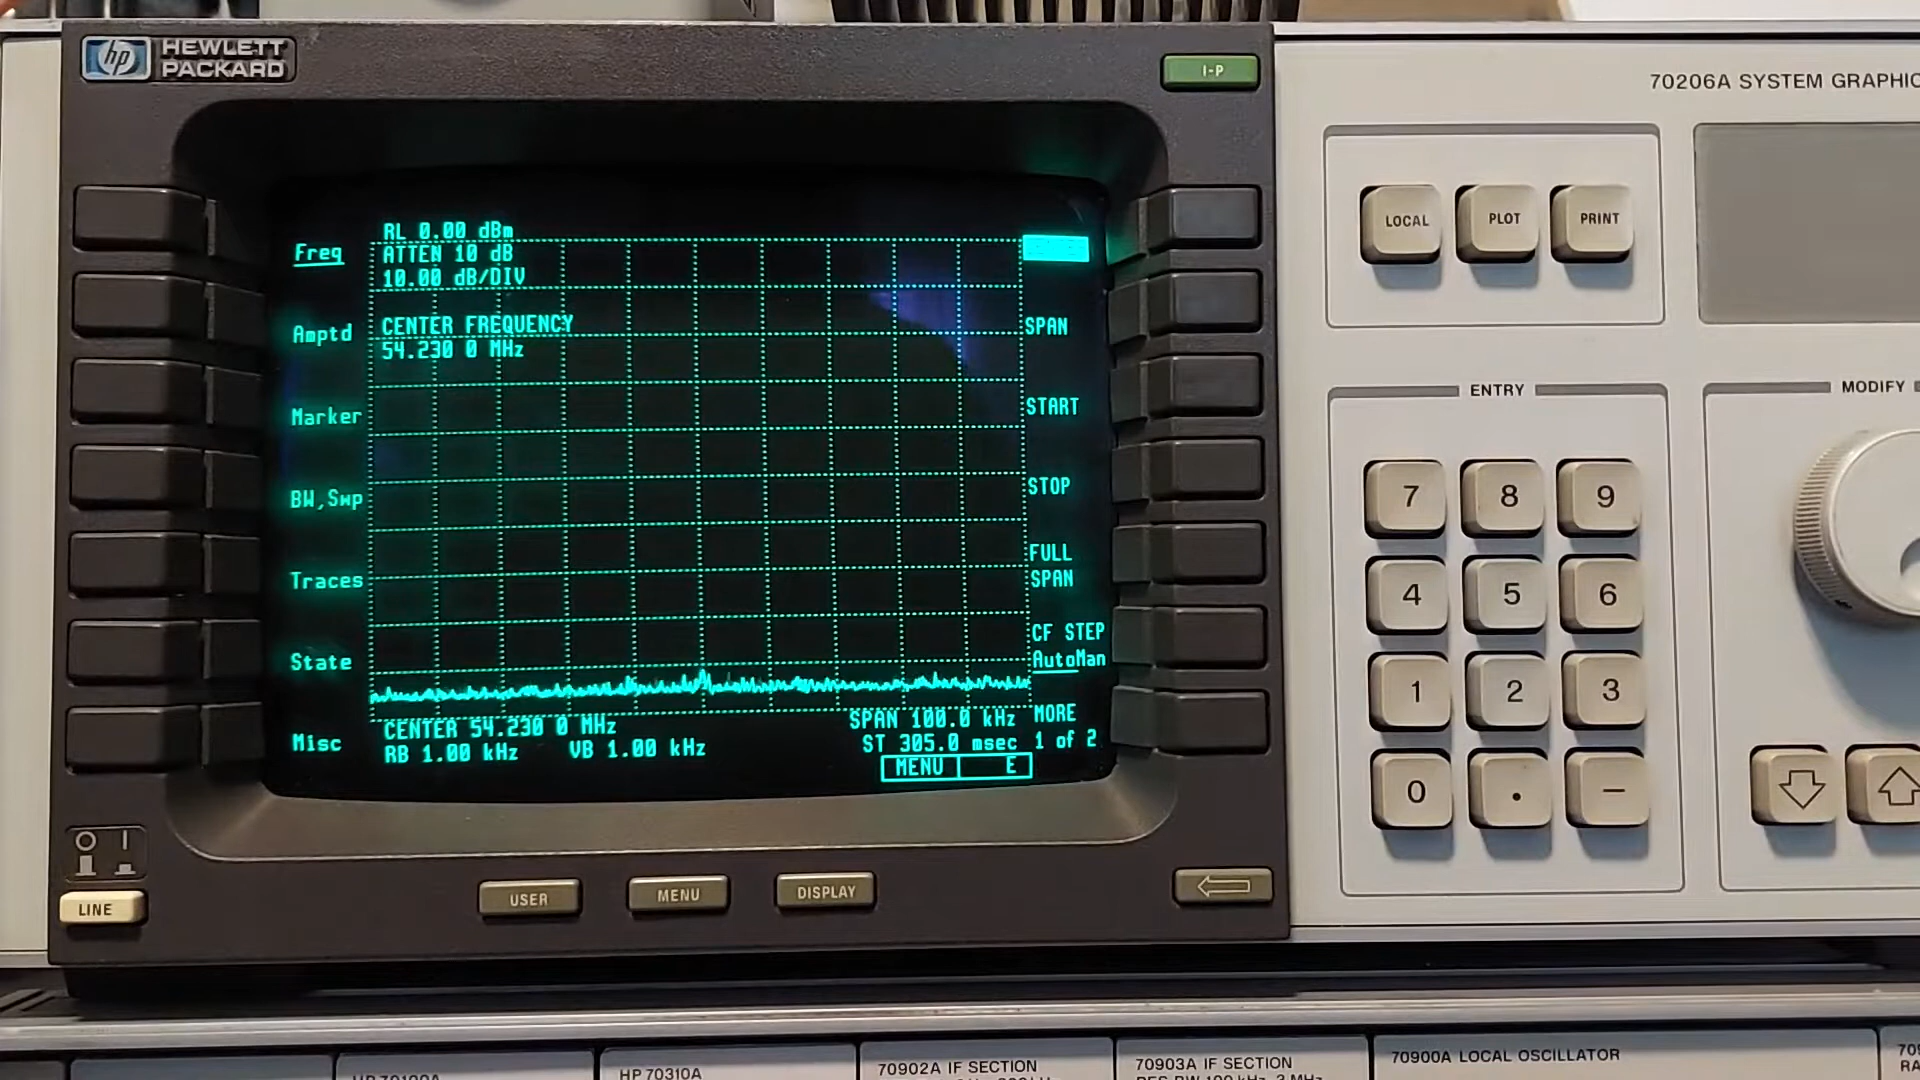 HEWLETT
PACKARD
I-P
70206A SYSTEM GRAPHIC
RL 0.00 dBm
ATTEN 10 dB
10.00 dB/DIV
CENTER FREQUENCY
54.230 0 MHz
Freq
Amptd
Marker
BW,Swp
Traces
State
Misc
SPAN
START
STOP
FULL
SPAN
CF STEP
AutoMan
MORE
1 of 2
CENTER 54.230 0 MHz
SPAN 100.0 kHz
RB 1.00 kHz
VB 1.00 kHz
ST 305.0 msec
MENU E
LOCAL
PLOT
PRINT
ENTRY
MODIFY
7 8 9
4 5 6
1 2 3
0 . −
LINE
USER
MENU
DISPLAY
HP 70310A
70902A IF SECTION
70903A IF SECTION
70900A LOCAL OSCILLATOR